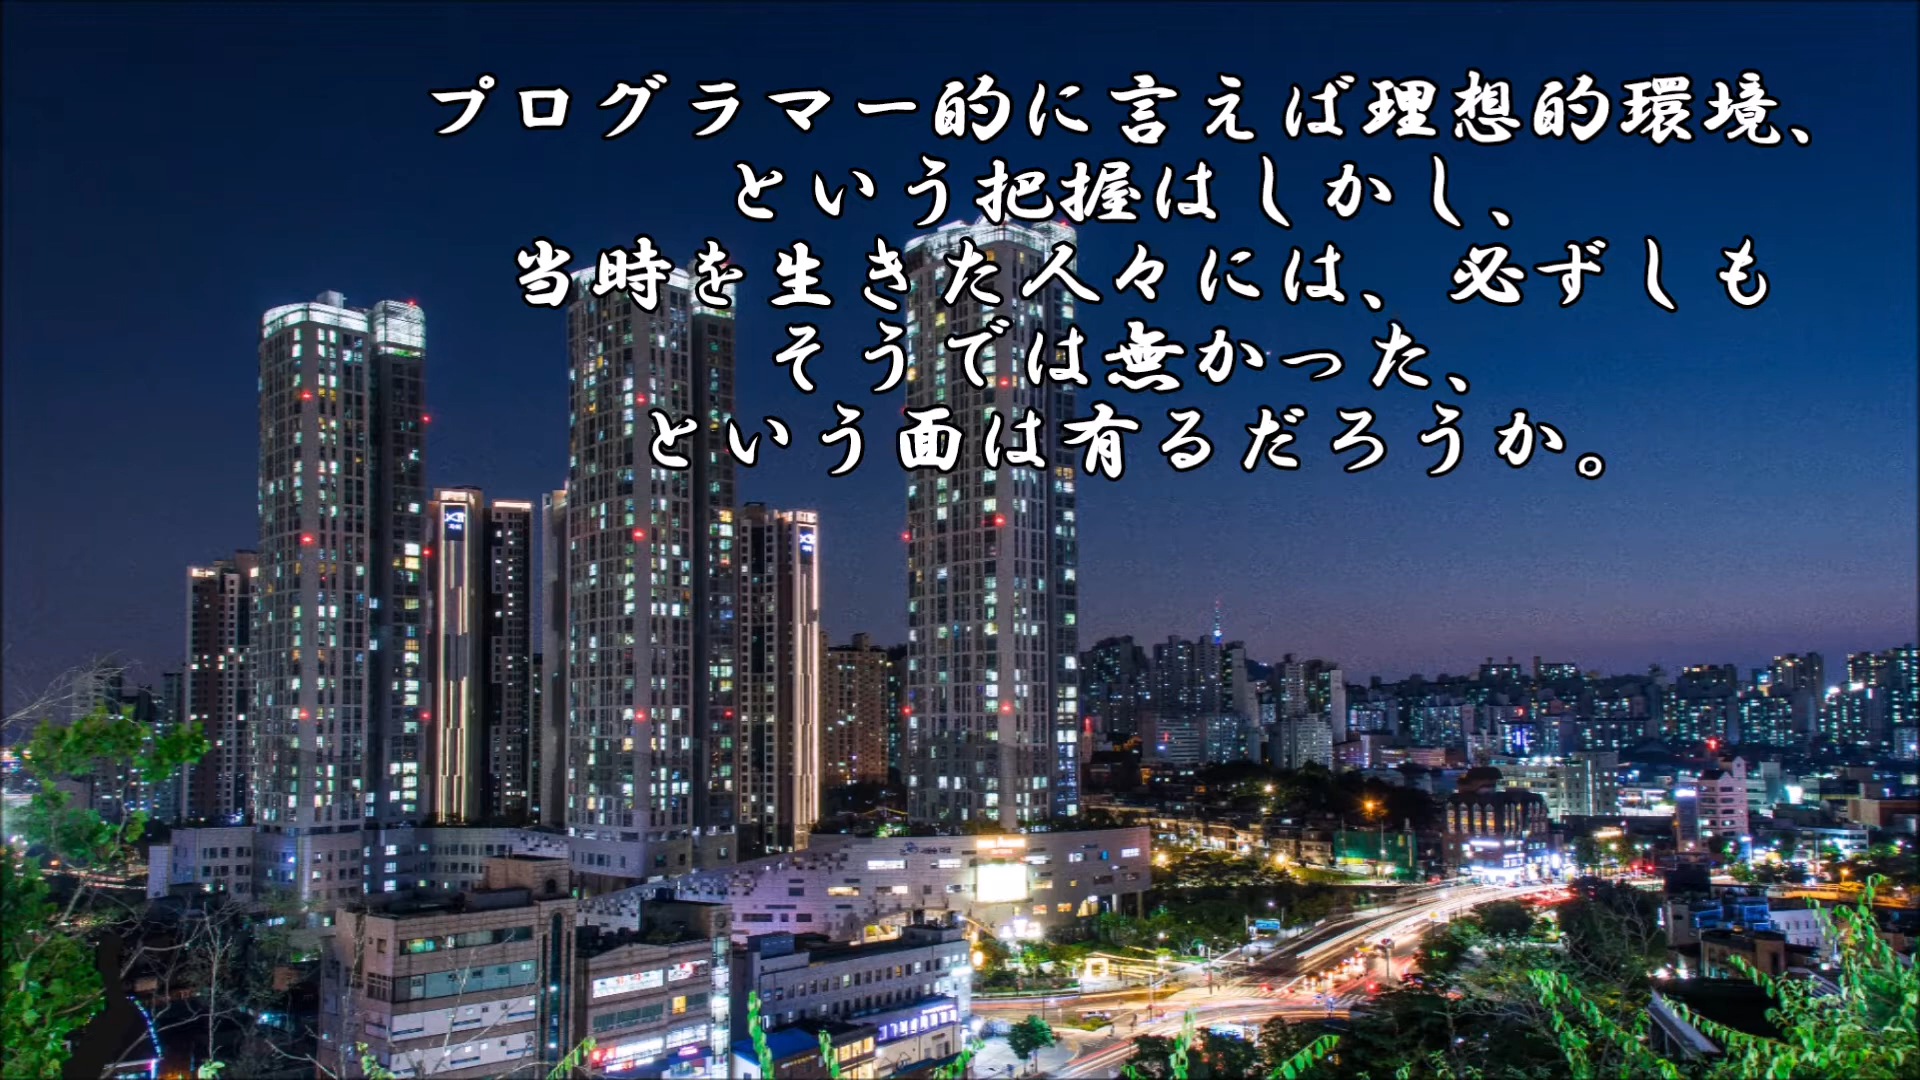 プログラマー的に言えば理想的環境、
という把握はしかし、
当時を生きた人々には、必ずしも
そうでは無かった、
という面は有るだろうか。